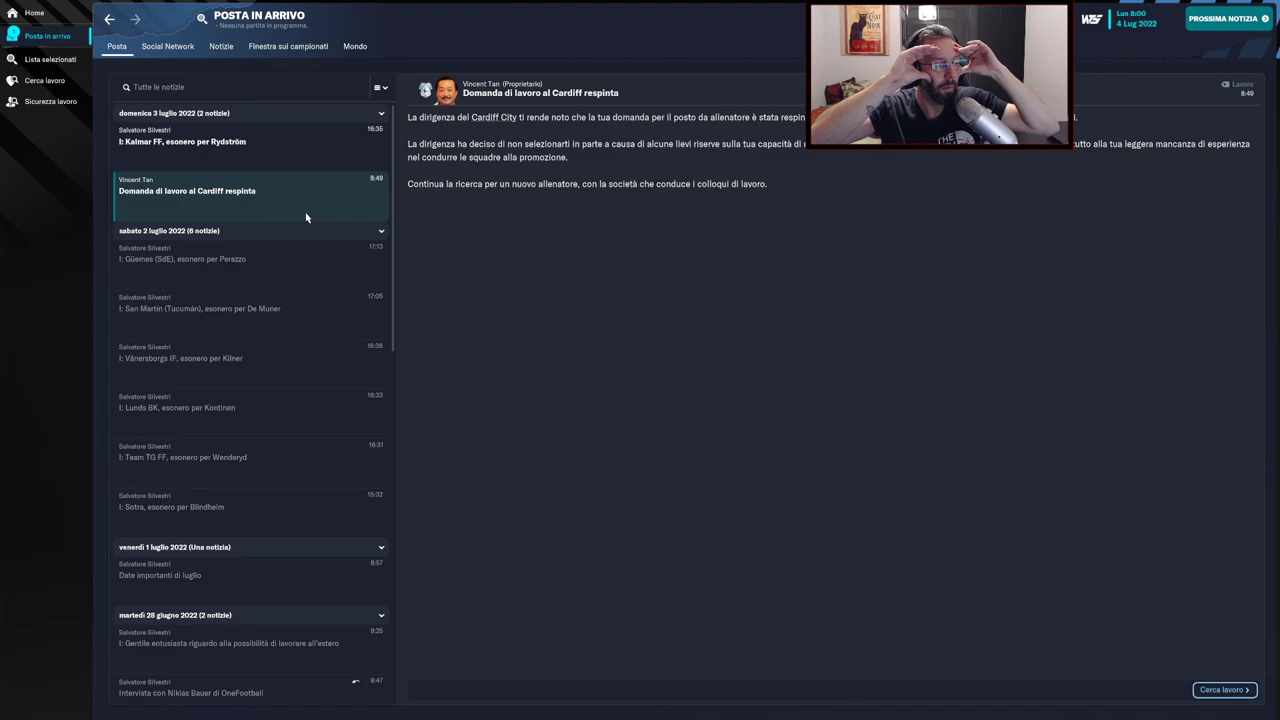 Home
Posta in arrivo
Lista selezionati
Cerca lavoro
Sicurezza lavoro
POSTA IN ARRIVO
- Nessuna partita in programma.
Posta
Social Network
Notizie
Finestra sui campionati
Mondo
CHAT
NOIR
Lun 8:00
4 Lug 2022
PROSSIMA NOTIZIA
Tutte le notizie
domenica 3 luglio 2022 (2 notizie)
Salvatore Silvestri 16:35
I: Kalmar FF, esonero per Rydström
Vincent Tan 8:49
Domanda di lavoro al Cardiff respinta
sabato 2 luglio 2022 (6 notizie)
Salvatore Silvestri 17:13
I: Güemes (SdE), esonero per Perazzo
Salvatore Silvestri 17:05
I: San Martín (Tucumán), esonero per De Muner
Salvatore Silvestri 16:38
I: Vänersborgs IF, esonero per Kilner
Salvatore Silvestri 16:33
I: Lunds BK, esonero per Kontinen
Salvatore Silvestri 16:31
I: Team TG FF, esonero per Wenderyd
Salvatore Silvestri 15:32
I: Sotra, esonero per Blindheim
venerdì 1 luglio 2022 (Una notizia)
Salvatore Silvestri 8:57
Date importanti di luglio
martedì 28 giugno 2022 (2 notizie)
Salvatore Silvestri 9:25
I: Gentile entusiasta riguardo alla possibilità di lavorare all'estero
Salvatore Silvestri 8:47
Intervista con Niklas Bauer di OneFootball
Vincent Tan (Proprietario)
Domanda di lavoro al Cardiff respinta
Lavoro
8:49
La dirigenza del Cardiff City ti rende noto che la tua domanda per il posto da allenatore è stata respin
La dirigenza ha deciso di non selezionarti in parte a causa di alcune lievi riserve sulla tua capacità di tutto alla tua leggera mancanza di esperienza
nel condurre le squadre alla promozione.
Continua la ricerca per un nuovo allenatore, con la società che conduce i colloqui di lavoro.
Cerca lavoro